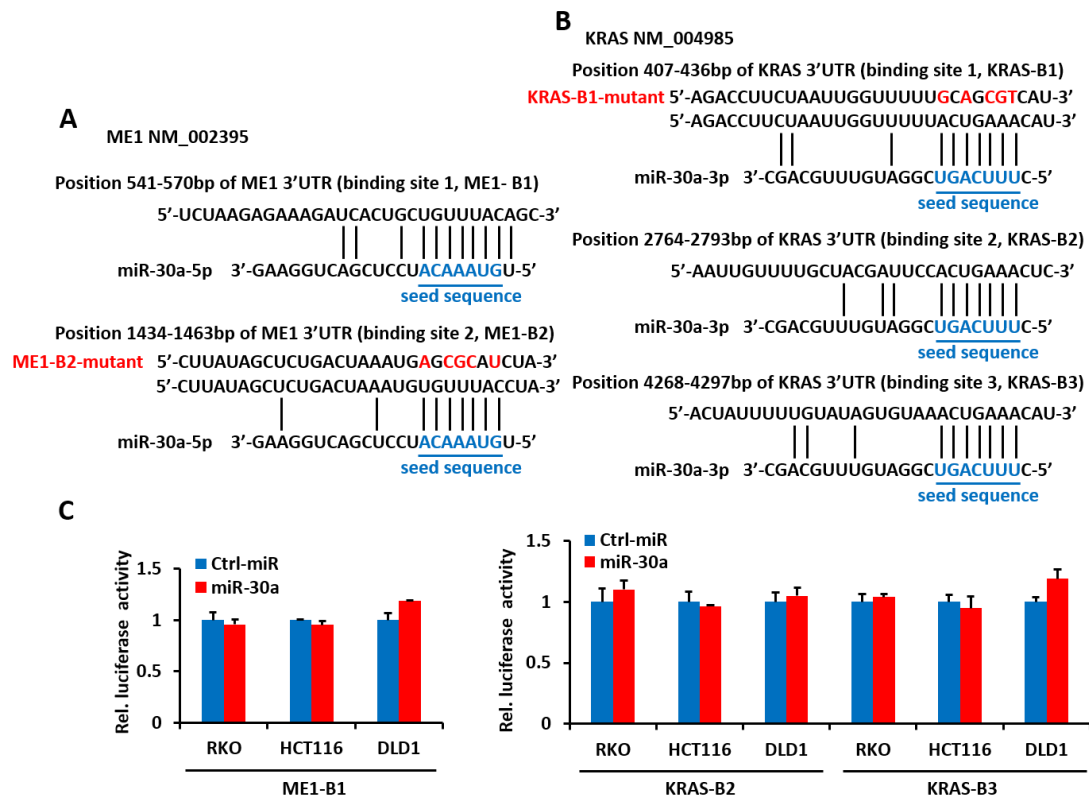 A
ME1 NM_002395
Position 541-570bp of ME1 3’UTR (binding site 1, ME1- B1)
5’-UCUAAGAGAAAGAUCACUGCUGUUUACAGC-3’
miR-30a-5p 3’-GAAGGUCAGCUCCUACAAAUGU-5’
seed sequence
Position 1434-1463bp of ME1 3’UTR (binding site 2, ME1-B2)
ME1-B2-mutant 5’-CUUAUAGCUCUGACUAAAUGAGCGCAUCUA-3’
5’-CUUAUAGCUCUGACUAAAUGUGUUUACCUA-3’
miR-30a-5p 3’-GAAGGUCAGCUCCUACAAAUGU-5’
seed sequence
B
KRAS NM_004985
Position 407-436bp of KRAS 3’UTR (binding site 1, KRAS-B1)
KRAS-B1-mutant 5’-AGACCUUCUAAUUGGUUUUUGCAGCGTCAU-3’
5’-AGACCUUCUAAUUGGUUUUUACUGAAACAU-3’
miR-30a-3p 3’-CGACGUUUGUAGGCUGACUUUC-5’
seed sequence
Position 2764-2793bp of KRAS 3’UTR (binding site 2, KRAS-B2)
5’-AAUUGUUUUGCUACGAUUCCACUGAAACUC-3’
miR-30a-3p 3’-CGACGUUUGUAGGCUGACUUUC-5’
seed sequence
Position 4268-4297bp of KRAS 3’UTR (binding site 3, KRAS-B3)
5’-ACUAUUUUUGUAUAGUGUAAACUGAAACAU-3’
miR-30a-3p 3’-CGACGUUUGUAGGCUGACUUUC-5’
seed sequence
C
Rel. luciferase activity
1.5
1
0.5
0
Ctrl-miR
miR-30a
RKO HCT116 DLD1
ME1-B1
Rel. luciferase activity
1.5
1
0.5
0
Ctrl-miR
miR-30a
RKO HCT116 DLD1 RKO HCT116 DLD1
KRAS-B2 KRAS-B3